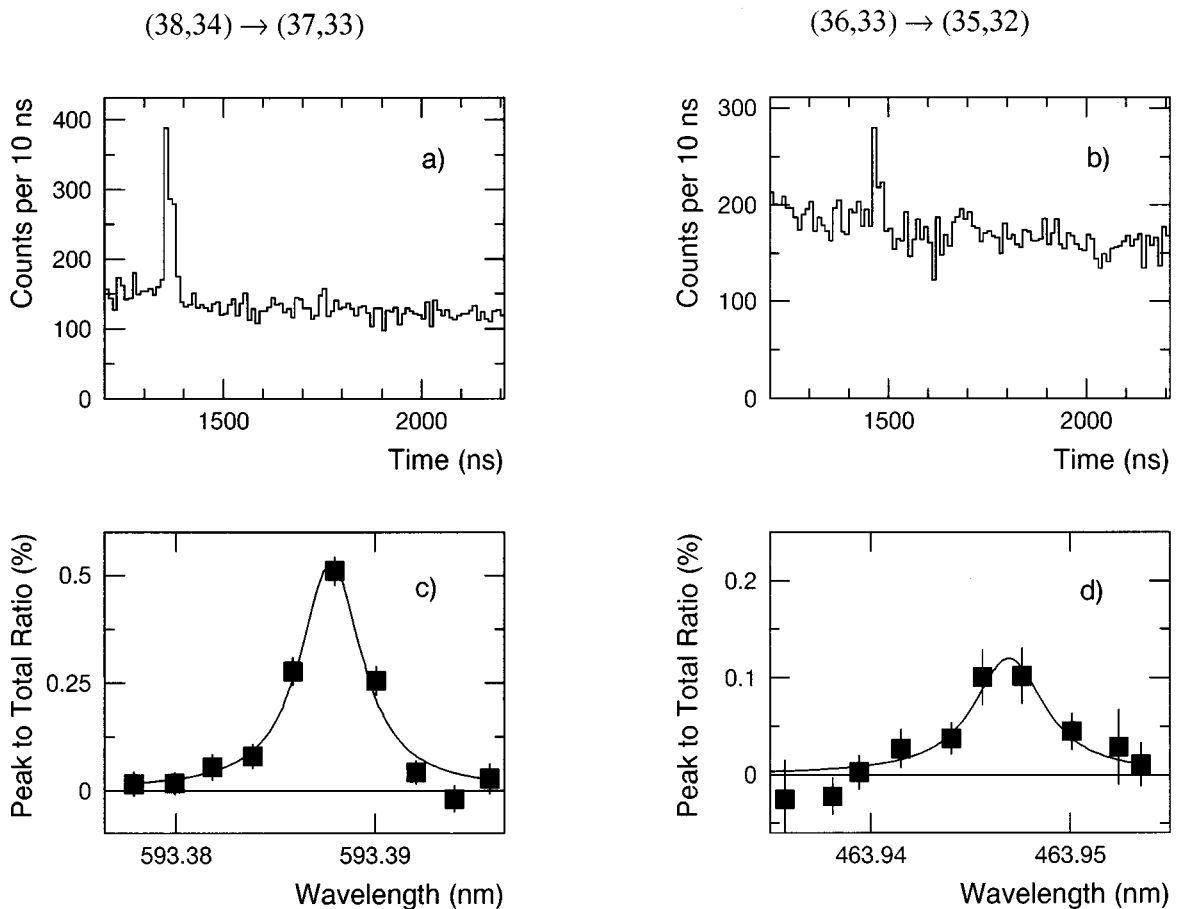 (38,34) → (37,33)
(36,33) → (35,32)
Counts per 10 ns
400
300
200
100
0
a)
1500
2000
Time (ns)
Counts per 10 ns
300
200
100
0
b)
1500
2000
Time (ns)
Peak to Total Ratio (%)
0.5
0.25
0
c)
593.38
593.39
Wavelength (nm)
Peak to Total Ratio (%)
0.2
0.1
0
d)
463.94
463.95
Wavelength (nm)